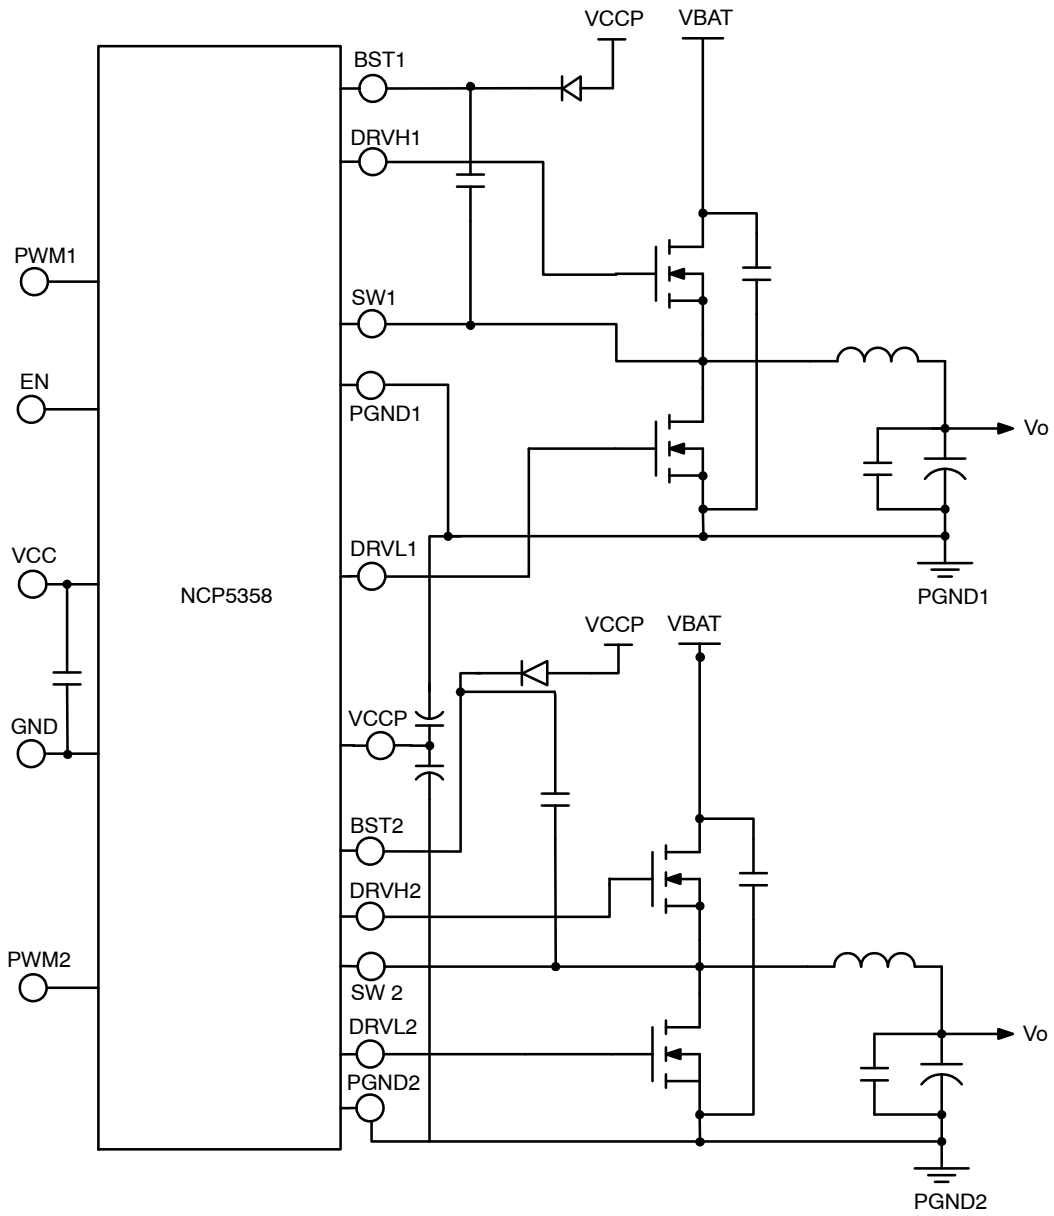 VCCP
VBAT
BST1
DRVH1
PWM1
SW1
EN
PGND1
Vo
DRVL1
VCC
NCP5358
PGND1
VCCP
VBAT
VCCP
GND
BST2
DRVH2
PWM2
SW 2
DRVL2
Vo
PGND2
PGND2